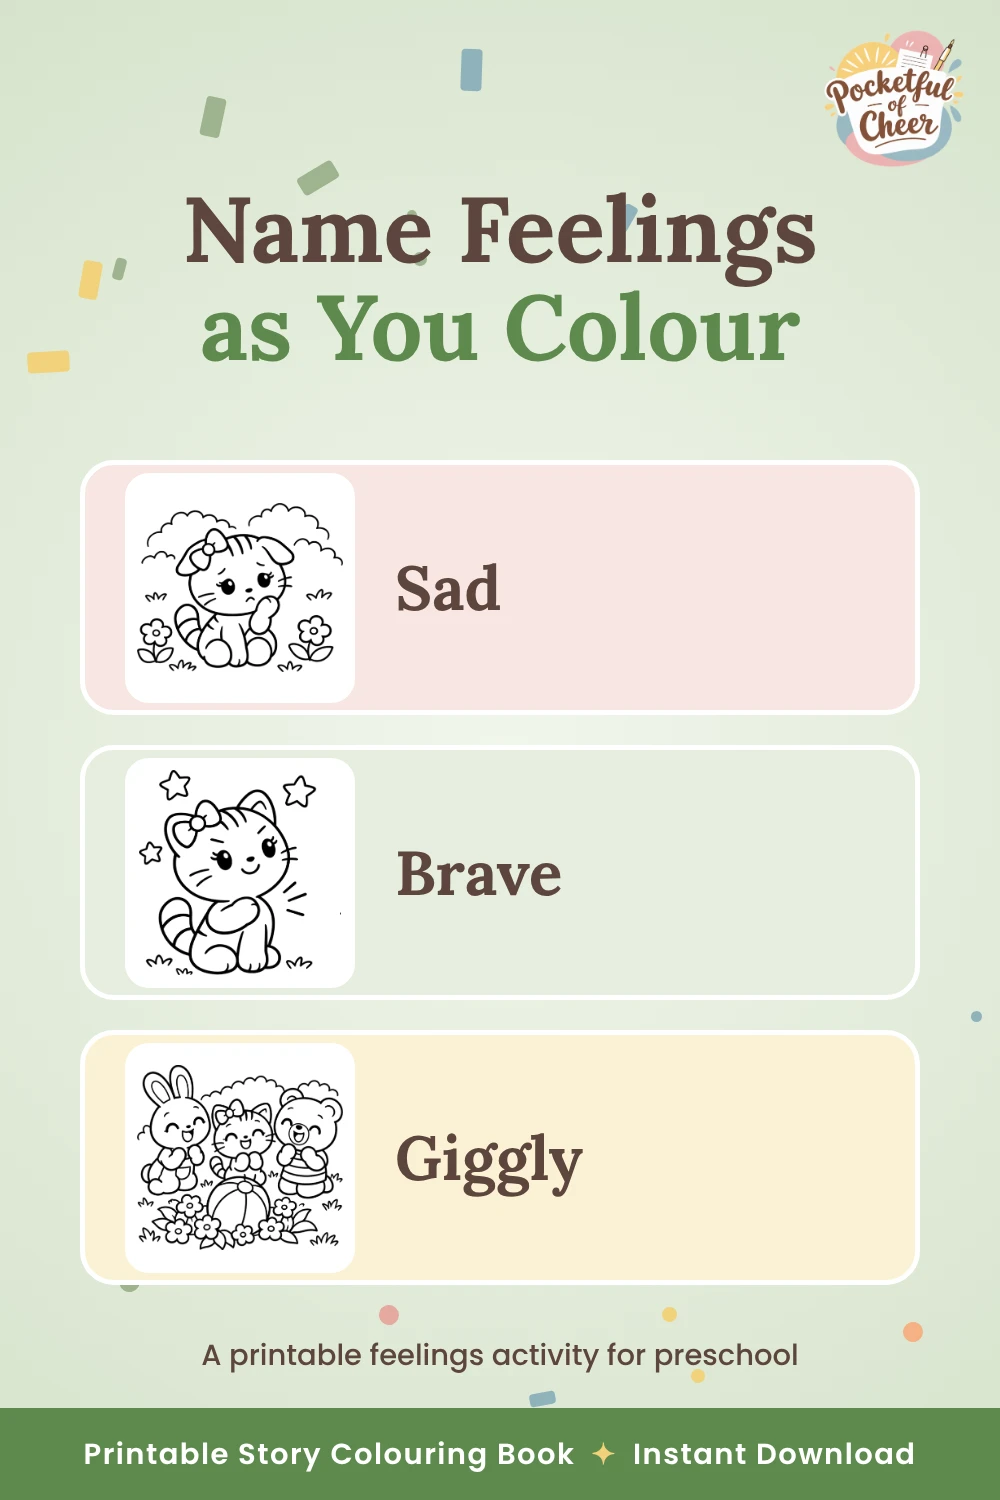 Pocketful
of
Cheer
Name Feelings
as You Colour
Sad
Brave
Giggly
A printable feelings activity for preschool
Printable Story Colouring Book ✦ Instant Download